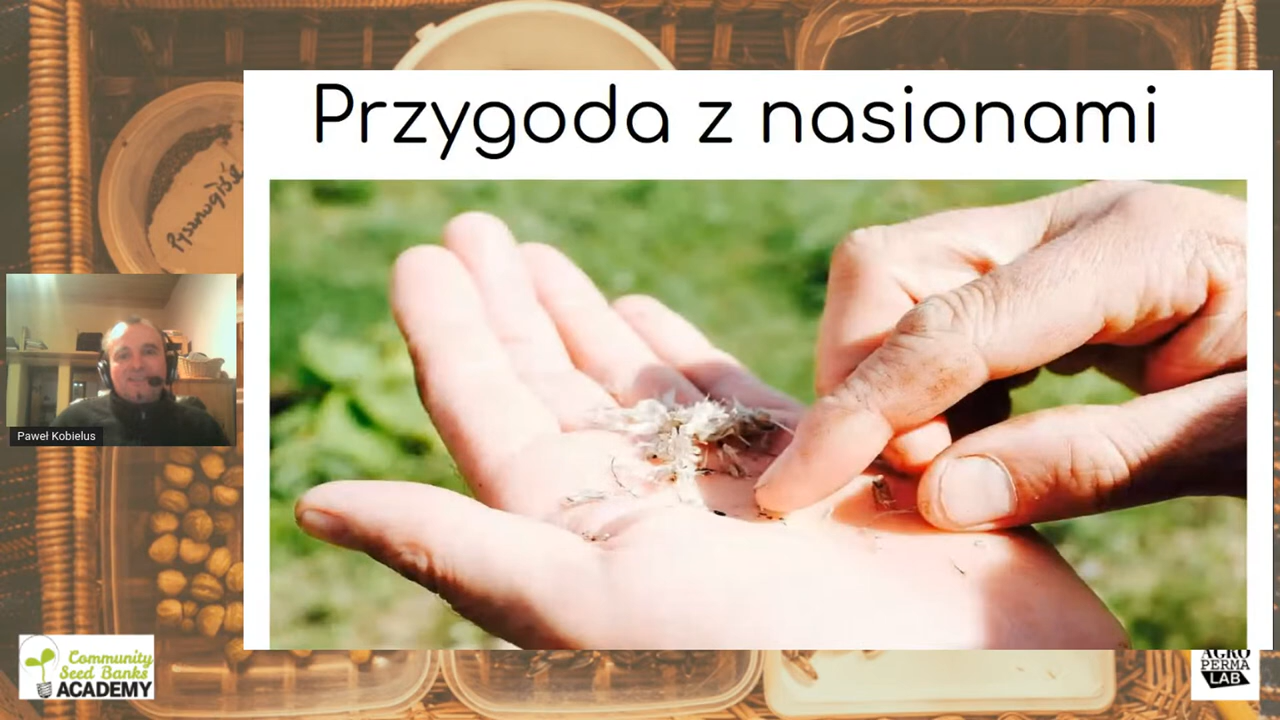 Przygoda z nasionami
Paweł Kobielus
Community
Seed Banks
ACADEMY
AGRO
PERMA
LAB